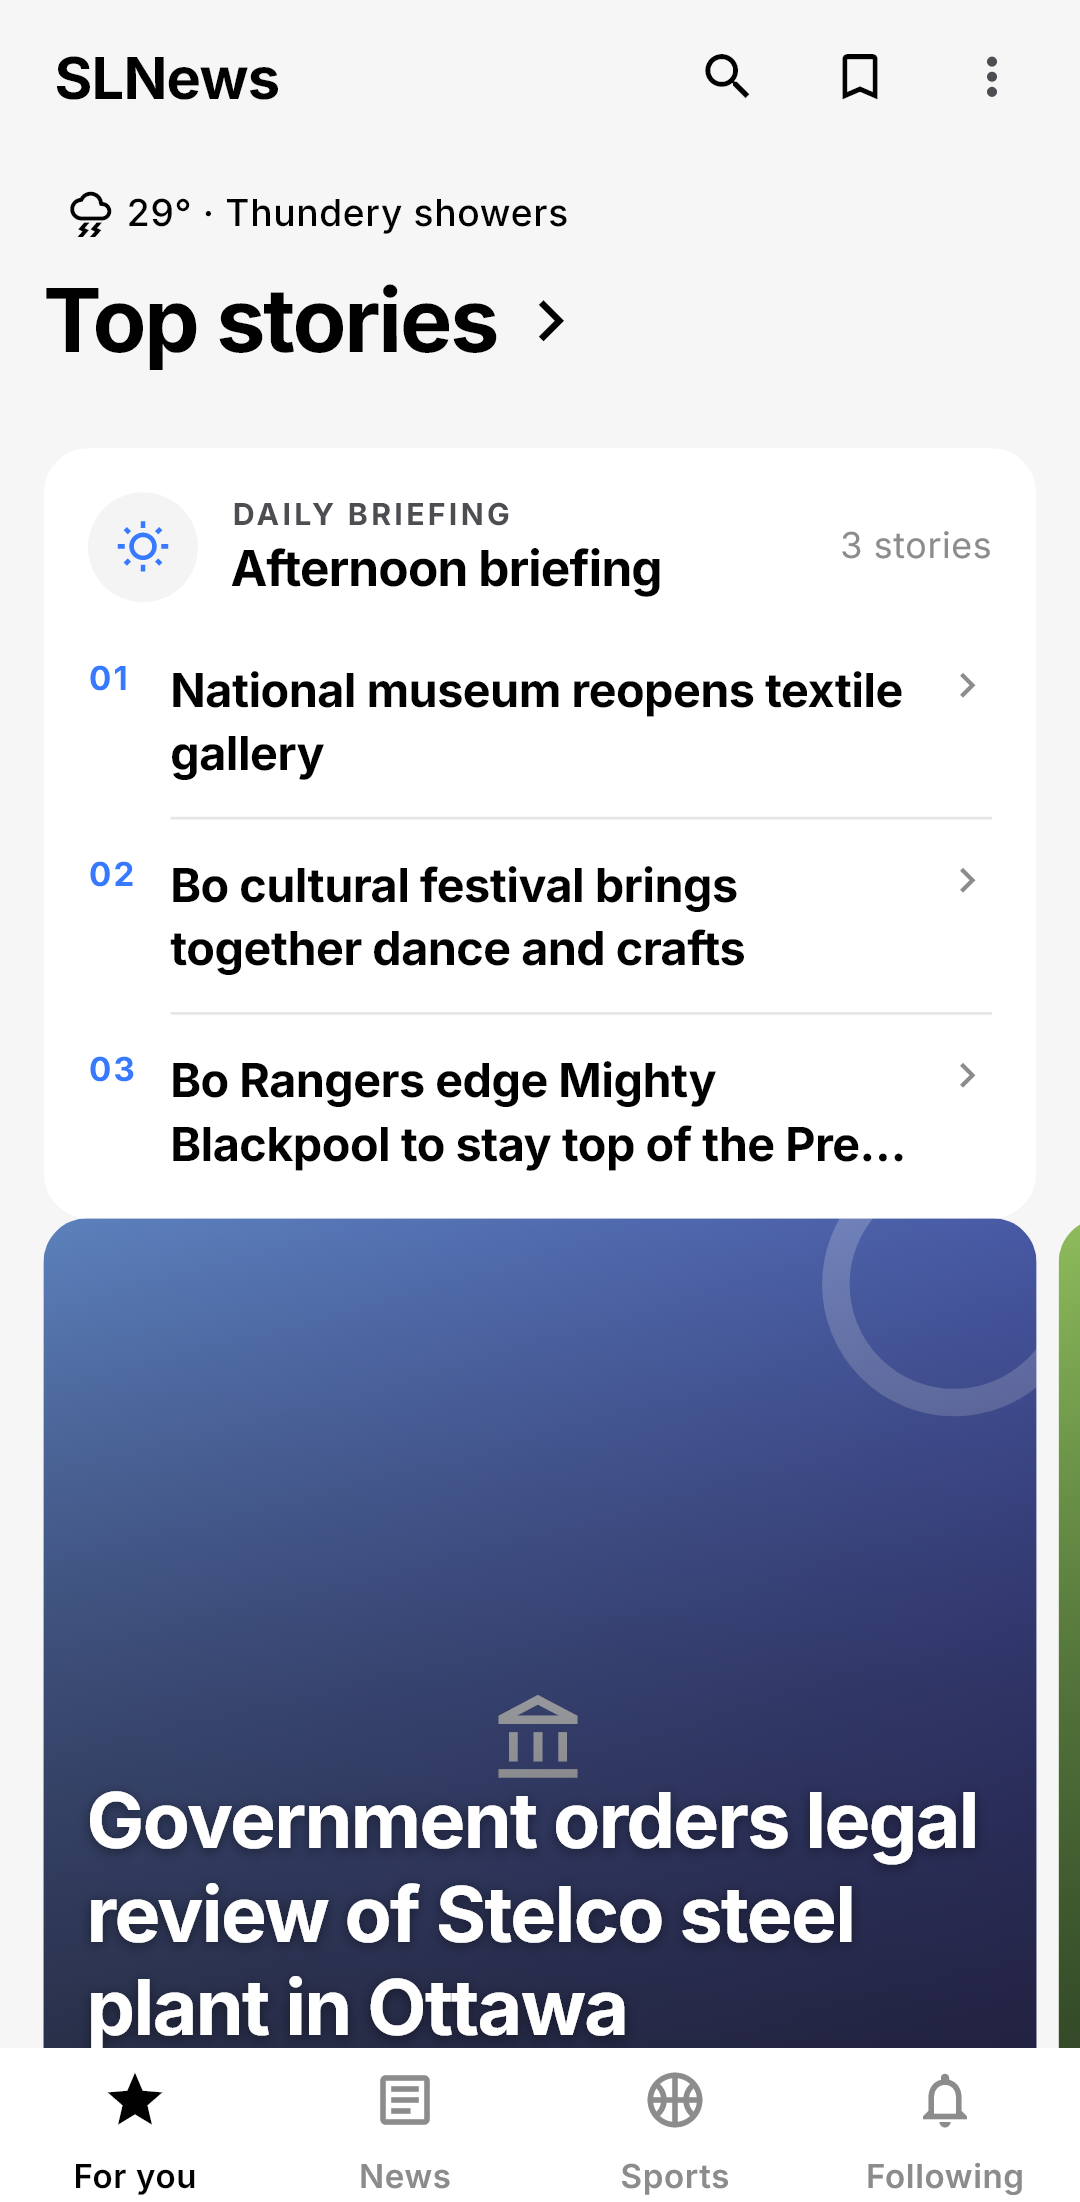 SLNews
29° · Thundery showers
Top stories
DAILY BRIEFING
Afternoon briefing
3 stories
01
National museum reopens textile
gallery
02
Bo cultural festival brings
together dance and crafts
03
Bo Rangers edge Mighty
Blackpool to stay top of the Pre...
Government orders legal
review of Stelco steel
plant in Ottawa
For you
News
Sports
Following